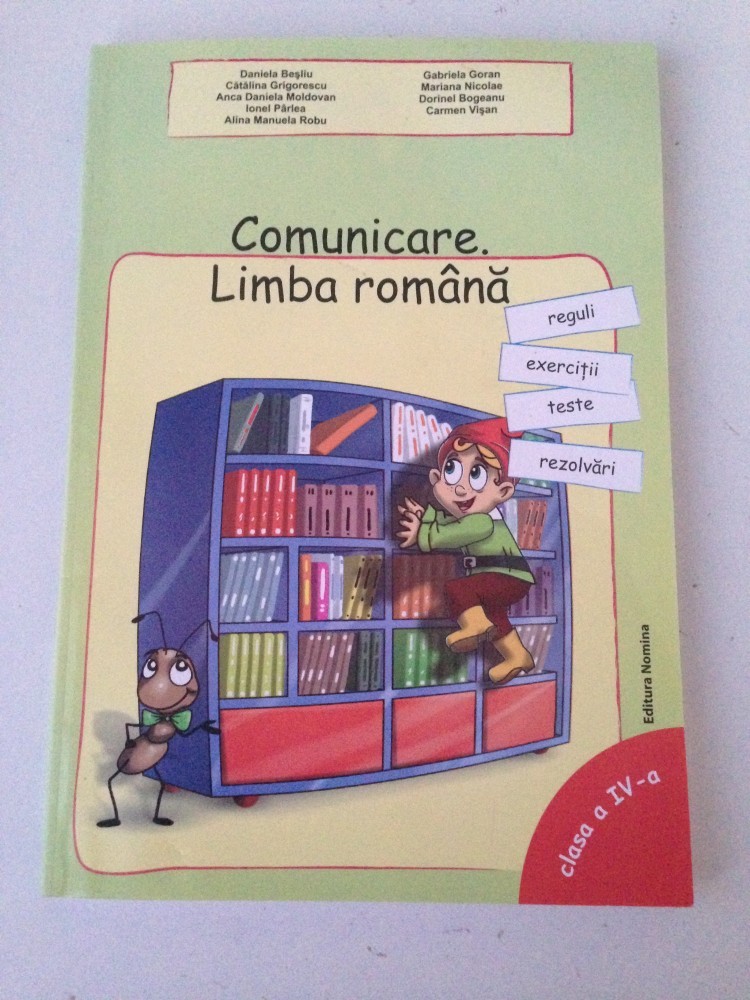 Daniela Beşliu
Cătălina Grigorescu
Anca Daniela Moldovan
Ionel Pârlea
Alina Manuela Robu
Gabriela Goran
Mariana Nicolae
Dorinel Bogeanu
Carmen Vişan
Comunicare.
Limba română
reguli
exerciţii
teste
rezolvări
Editura Nomina
clasa a IV-a